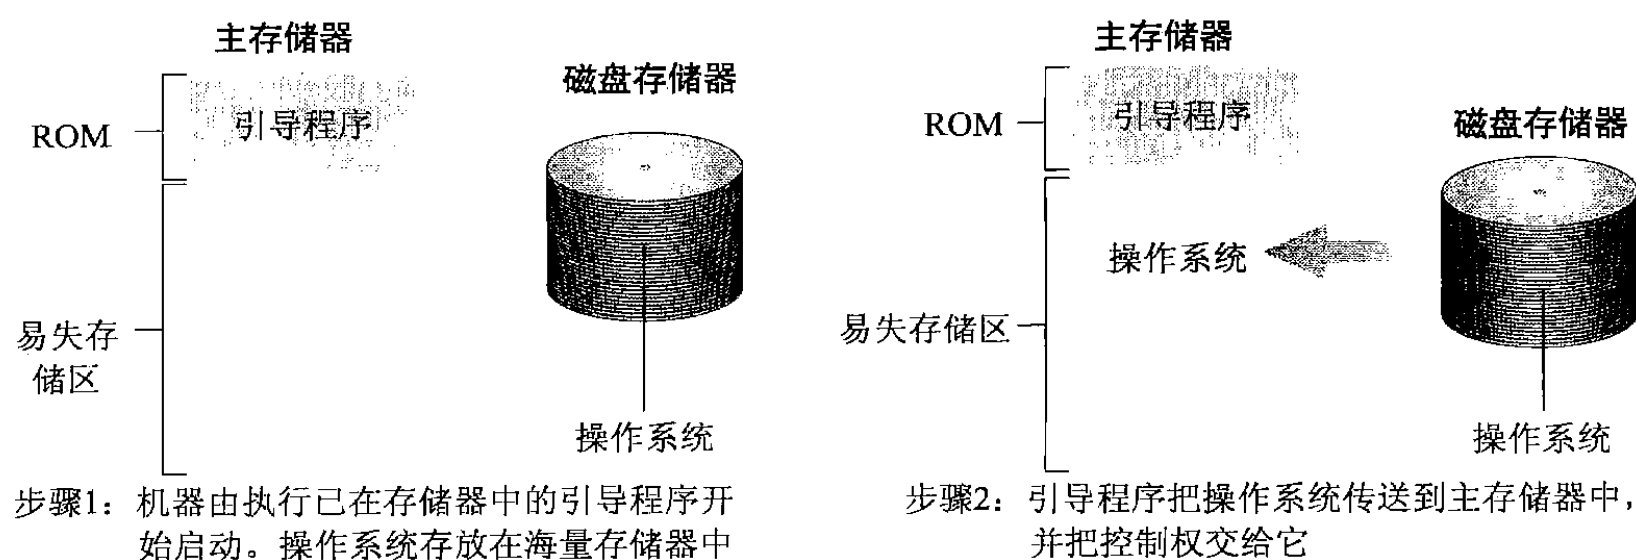 主存储器
磁盘存储器
ROM
引导程序
易失存
储区
操作系统
步骤1：机器由执行已在存储器中的引导程序开
始启动。操作系统存放在海量存储器中
主存储器
磁盘存储器
ROM
引导程序
操作系统
易失存储区
操作系统
步骤2：引导程序把操作系统传送到主存储器中，
并把控制权交给它